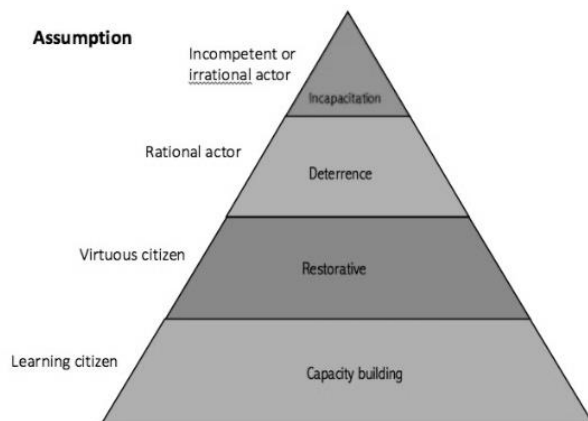 Assumption
Incompetent or
irrational actor
Incapacitation
Rational actor
Deterrence
Virtuous citizen
Restorative
Learning citizen
Capacity building